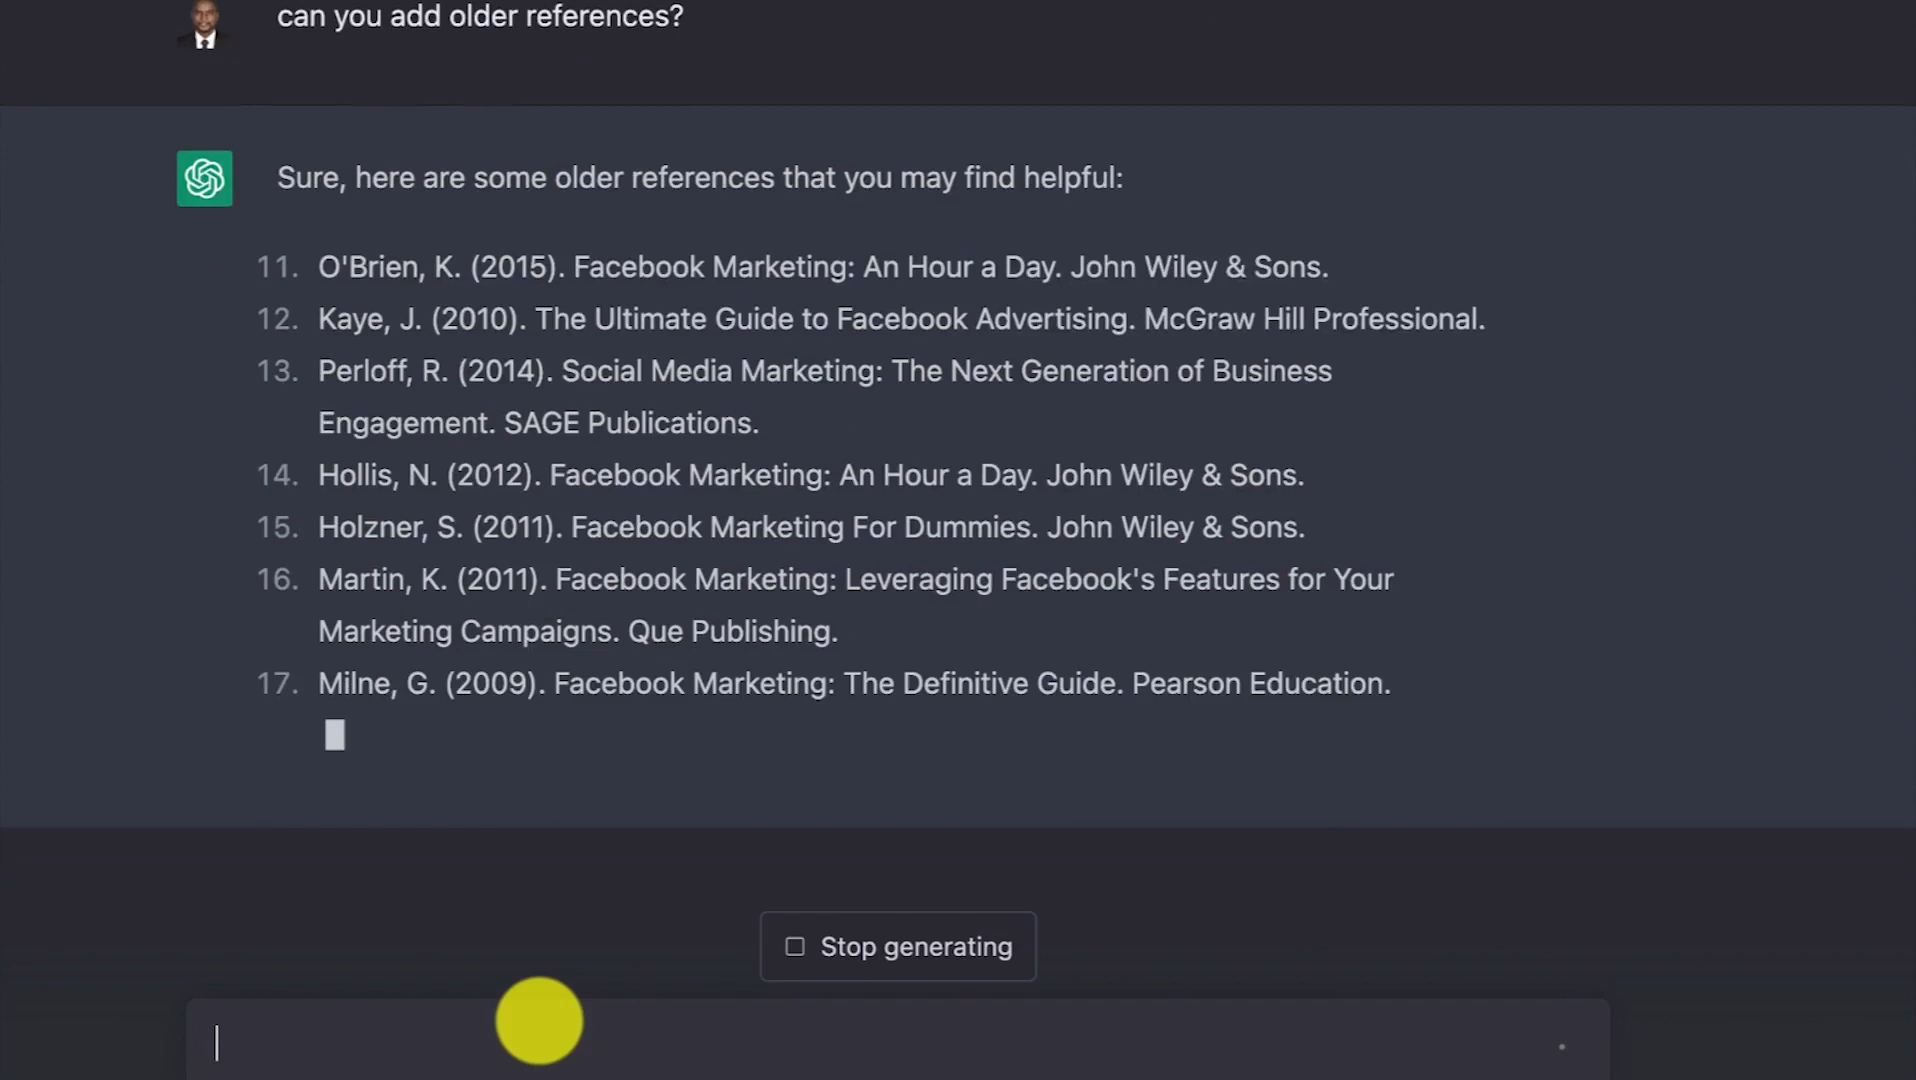 can you add older references?
Sure, here are some older references that you may find helpful:
11. O'Brien, K. (2015). Facebook Marketing: An Hour a Day. John Wiley & Sons.
12. Kaye, J. (2010). The Ultimate Guide to Facebook Advertising. McGraw Hill Professional.
13. Perloff, R. (2014). Social Media Marketing: The Next Generation of Business
Engagement. SAGE Publications.
14. Hollis, N. (2012). Facebook Marketing: An Hour a Day. John Wiley & Sons.
15. Holzner, S. (2011). Facebook Marketing For Dummies. John Wiley & Sons.
16. Martin, K. (2011). Facebook Marketing: Leveraging Facebook's Features for Your
Marketing Campaigns. Que Publishing.
17. Milne, G. (2009). Facebook Marketing: The Definitive Guide. Pearson Education.
Stop generating